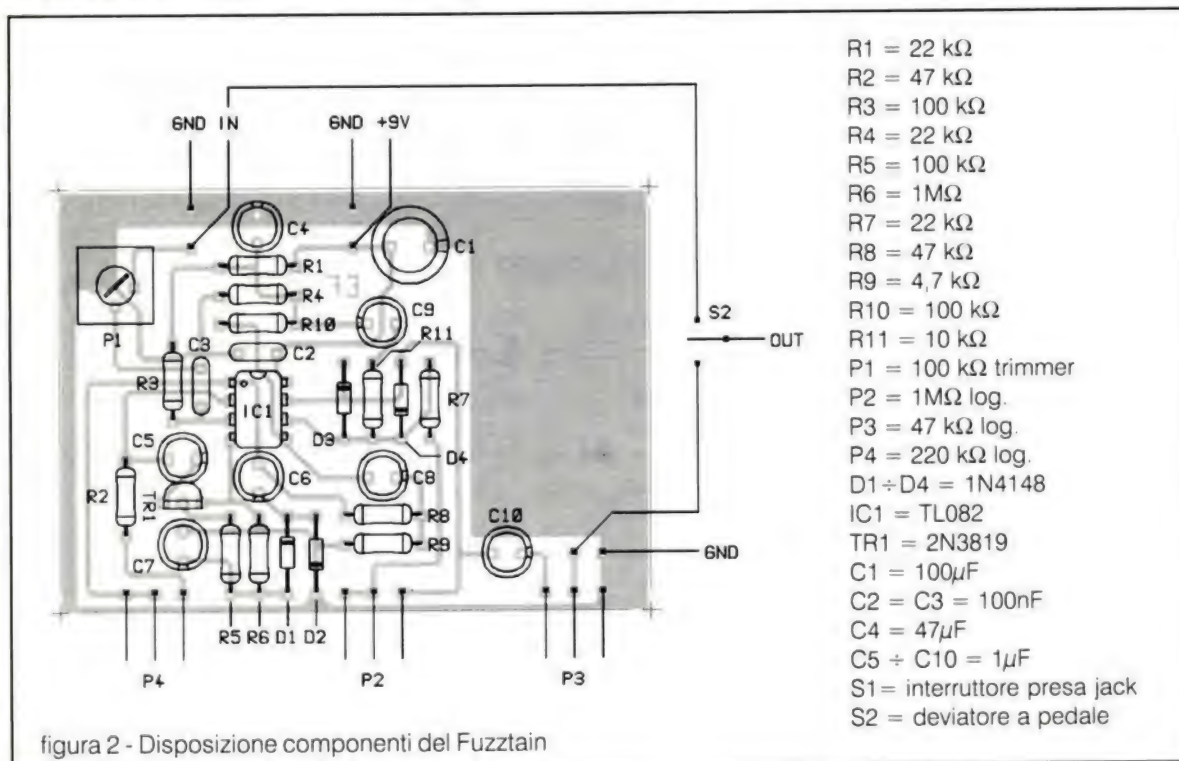 GND IN
GND +9V
C4
C1
R1
R4
C9
R10
R11
P1
C3
C2
R3
IC1
R7
C5
D3
D4
R2
TR1
C6
C8
R8
C7
R9
C10
S2
OUT
GND
R5 R6 D1 D2
P4
P2
P3
R1 = 22 kΩ
R2 = 47 kΩ
R3 = 100 kΩ
R4 = 22 kΩ
R5 = 100 kΩ
R6 = 1MΩ
R7 = 22 kΩ
R8 = 47 kΩ
R9 = 4,7 kΩ
R10 = 100 kΩ
R11 = 10 kΩ
P1 = 100 kΩ trimmer
P2 = 1MΩ log.
P3 = 47 kΩ log.
P4 = 220 kΩ log.
D1÷D4 = 1N4148
IC1 = TL082
TR1 = 2N3819
C1 = 100µF
C2 = C3 = 100nF
C4 = 47µF
C5 ÷ C10 = 1µF
S1= interruttore presa jack
S2 = deviatore a pedale
figura 2 - Disposizione componenti del Fuzztain